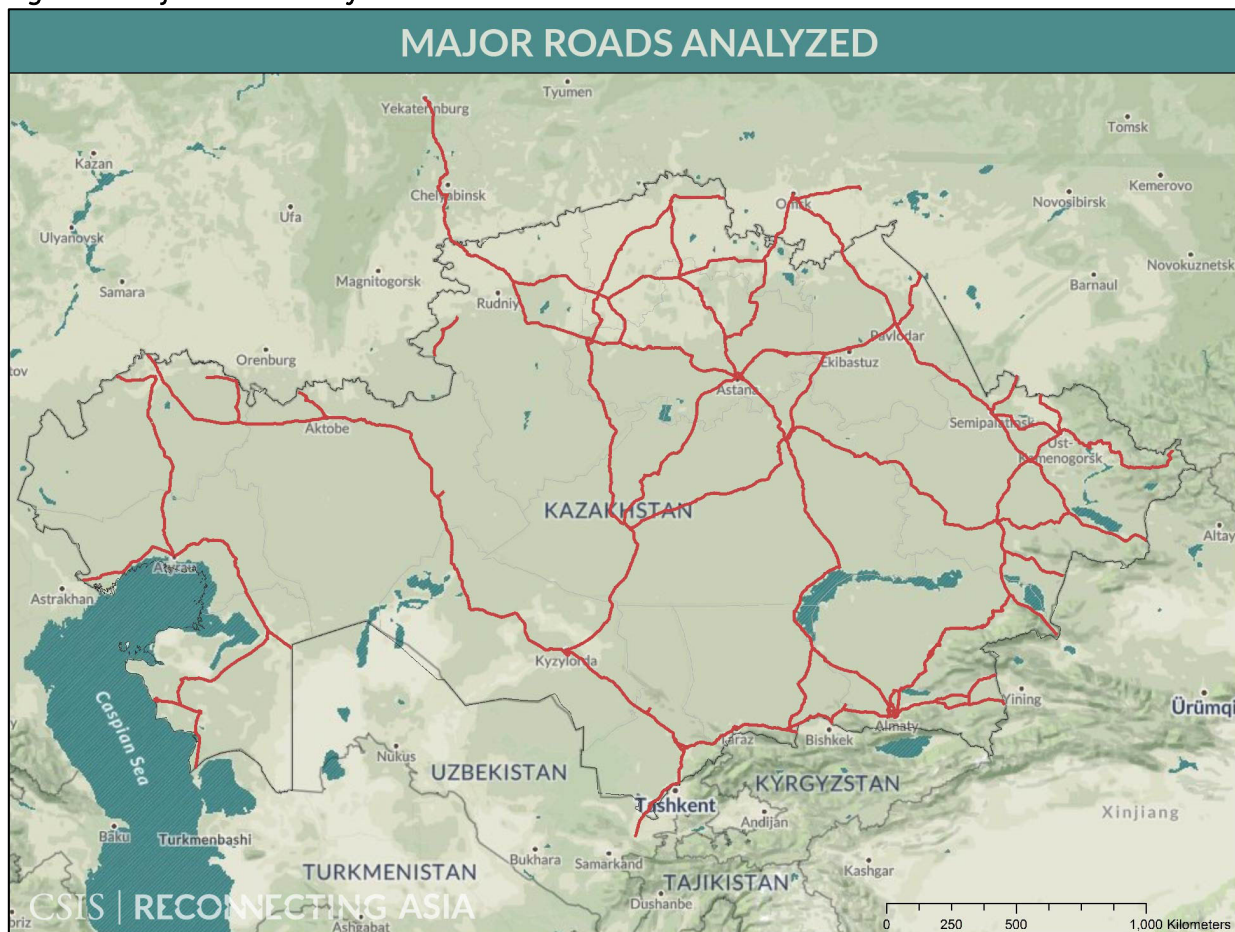 MAJOR ROADS ANALYZED
Tyumen
Yekaterinburg
Tomsk
Kazan
Kemerovo
Chelyabinsk
Omsk
Novosibirsk
Ufa
Ulyanovsk
Novokuznetsk
Magnitogorsk
Barnaul
Samara
Rudniy
Pavlodar
Orenburg
Ekibastuz
tov
Astana
Semipalatinsk
Aktobe
Ust-
Kamenogorsk
KAZAKHSTAN
Altay
Atyrau
Astrakhan
Kyzylorda
Yining
Caspian Sea
Ürümqi
Almaty
Taraz
Bishkek
Nukus
UZBEKISTAN
KYRGYZSTAN
Tashkent
Xinjiang
Andijan
Baku
Turkmenbashi
Bukhara
Samarkand
Kashgar
TURKMENISTAN
TAJIKISTAN
Dushanbe
CSIS | RECONNECTING ASIA
Ashgabat
0 250 500 1,000 Kilometers